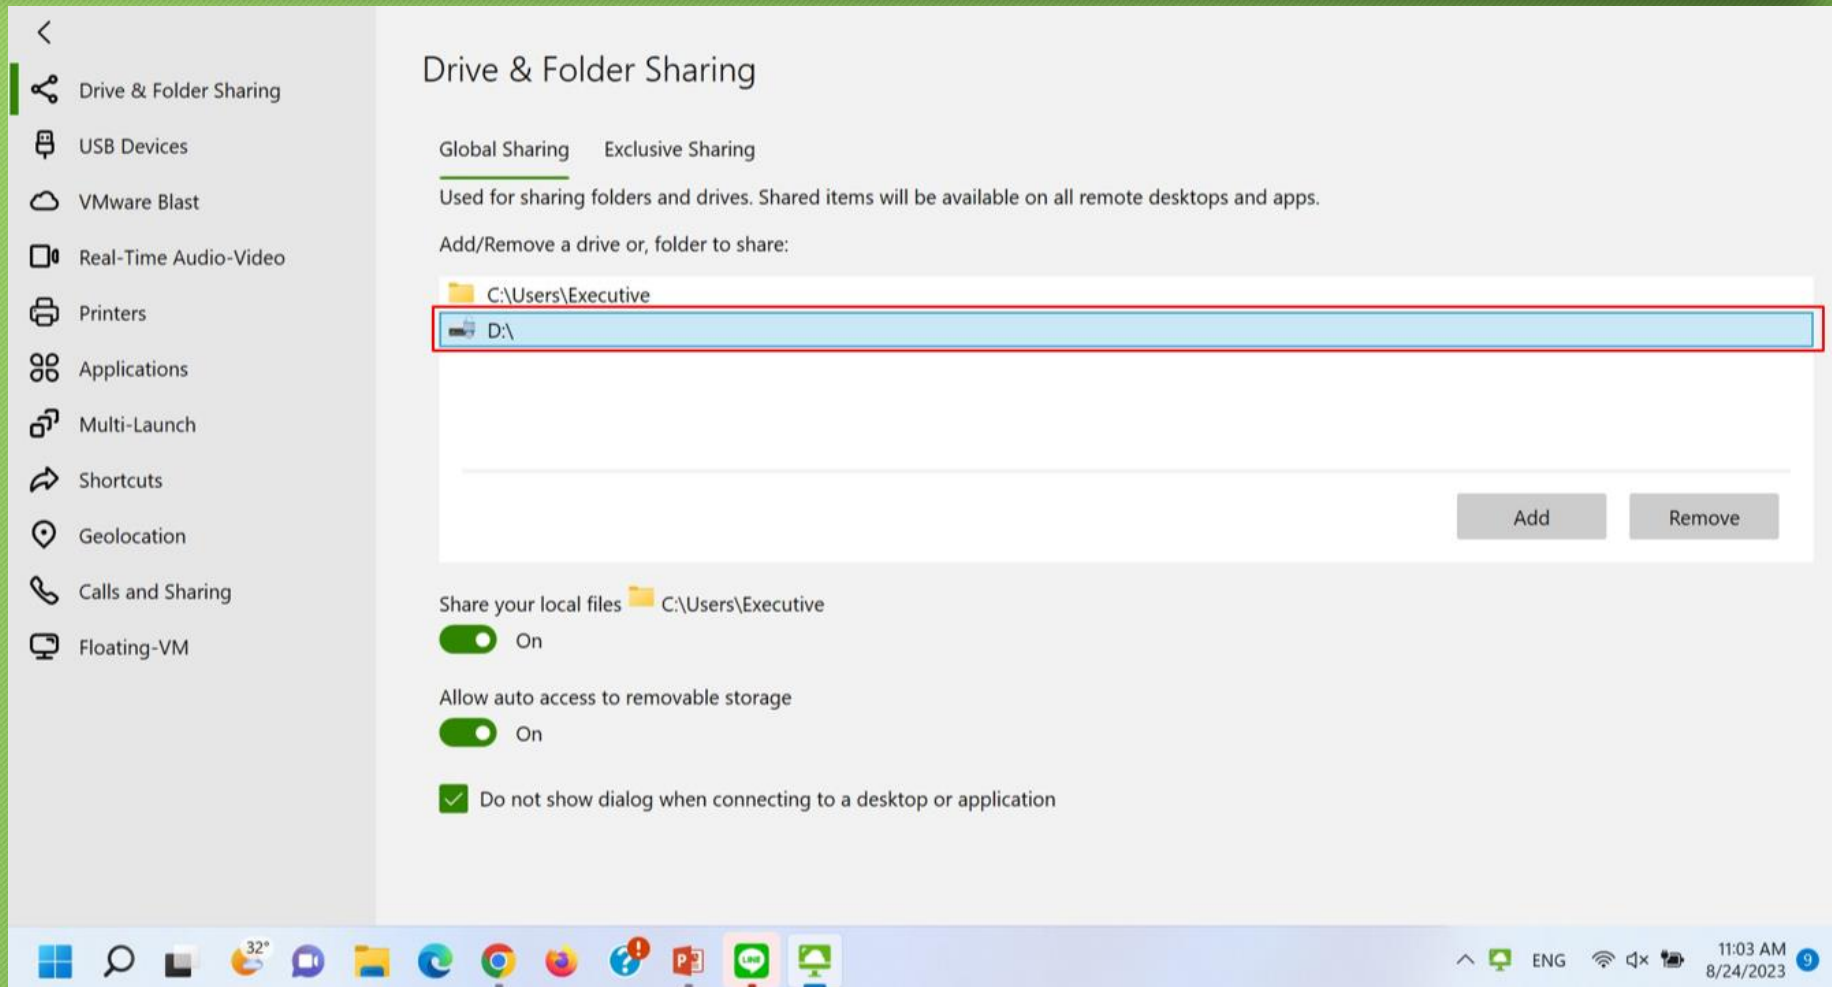 Drive & Folder Sharing
USB Devices
VMware Blast
Real-Time Audio-Video
Printers
Applications
Multi-Launch
Shortcuts
Geolocation
Calls and Sharing
Floating-VM
Drive & Folder Sharing
Global Sharing Exclusive Sharing
Used for sharing folders and drives. Shared items will be available on all remote desktops and apps.
Add/Remove a drive or, folder to share:
C:\Users\Executive
D:\
Add Remove
Share your local files C:\Users\Executive
On
Allow auto access to removable storage
On
Do not show dialog when connecting to a desktop or application
32°
LINE
ENG
11:03 AM
8/24/2023
9